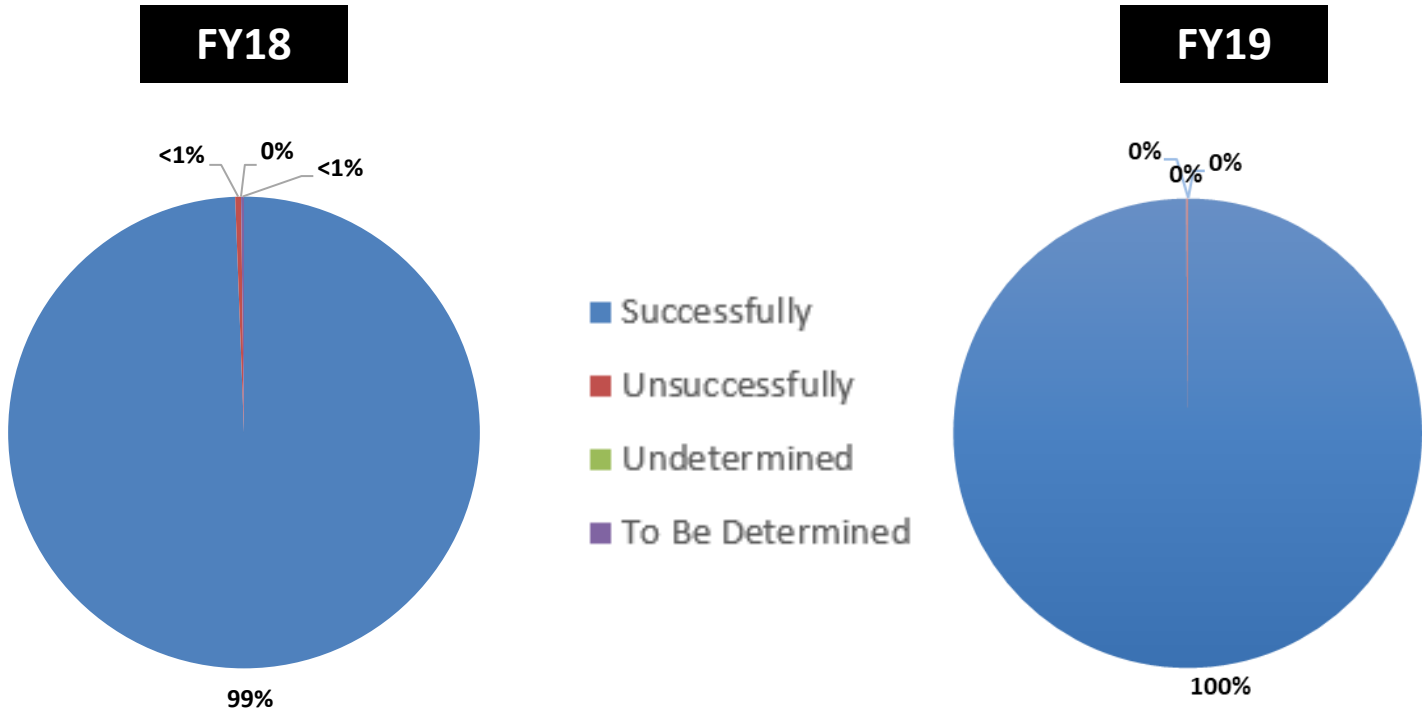 FY18
FY19
<1%
0%
<1%
0%
0%
0%
Successfully
Unsuccessfully
Undetermined
To Be Determined
99%
100%